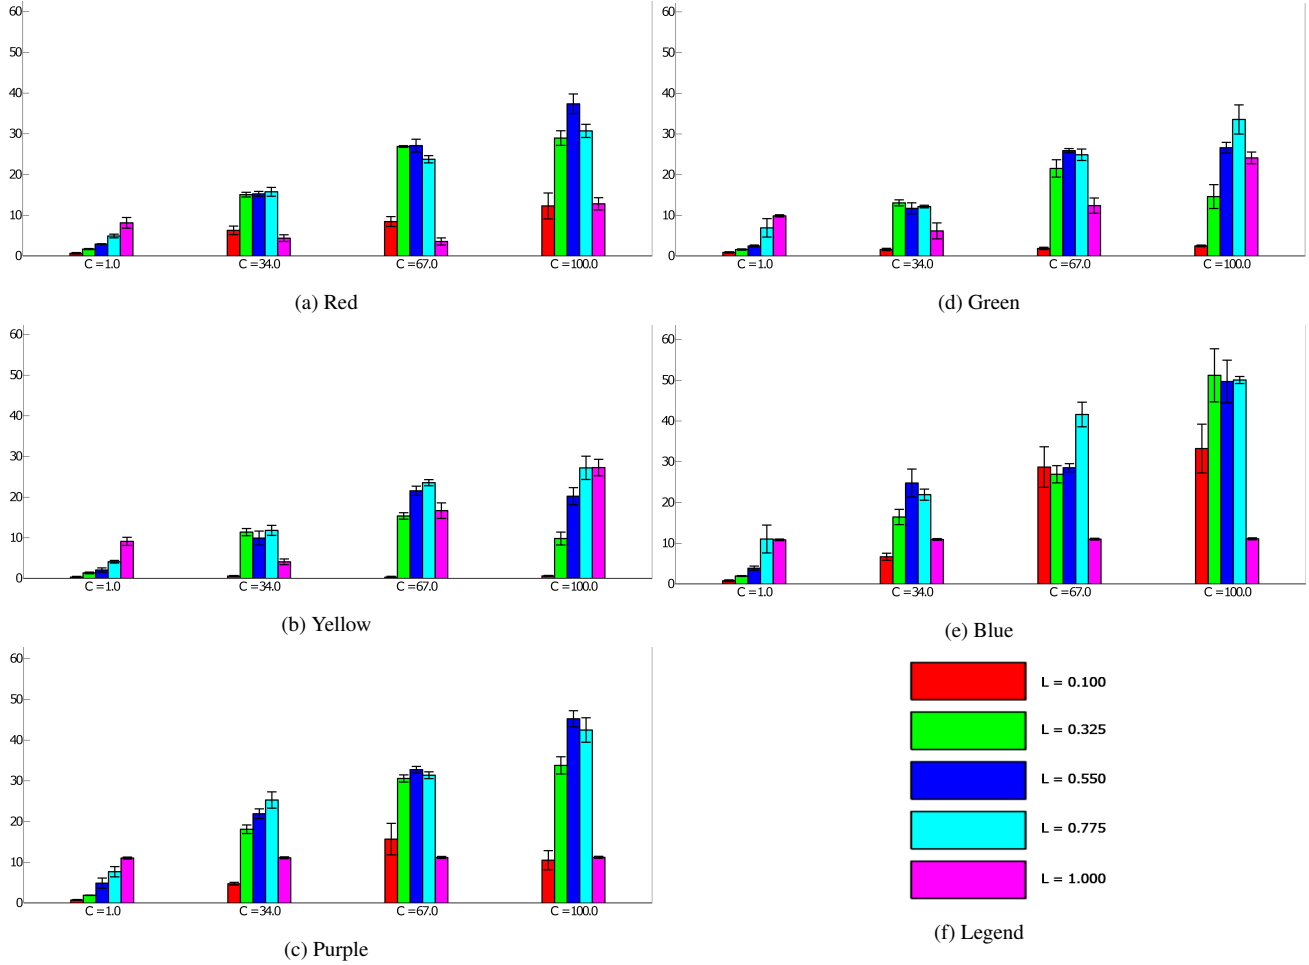 60
50
40
30
20
10
0
C =1.0 C =34.0 C =67.0 C =100.0
(a) Red
60
50
40
30
20
10
0
C =1.0 C =34.0 C =67.0 C =100.0
(b) Yellow
60
50
40
30
20
10
0
C =1.0 C =34.0 C =67.0 C =100.0
(c) Purple
60
50
40
30
20
10
0
C =1.0 C =34.0 C =67.0 C =100.0
(d) Green
60
50
40
30
20
10
0
C =1.0 C =34.0 C =67.0 C =100.0
(e) Blue
L = 0.100
L = 0.325
L = 0.550
L = 0.775
L = 1.000
(f) Legend